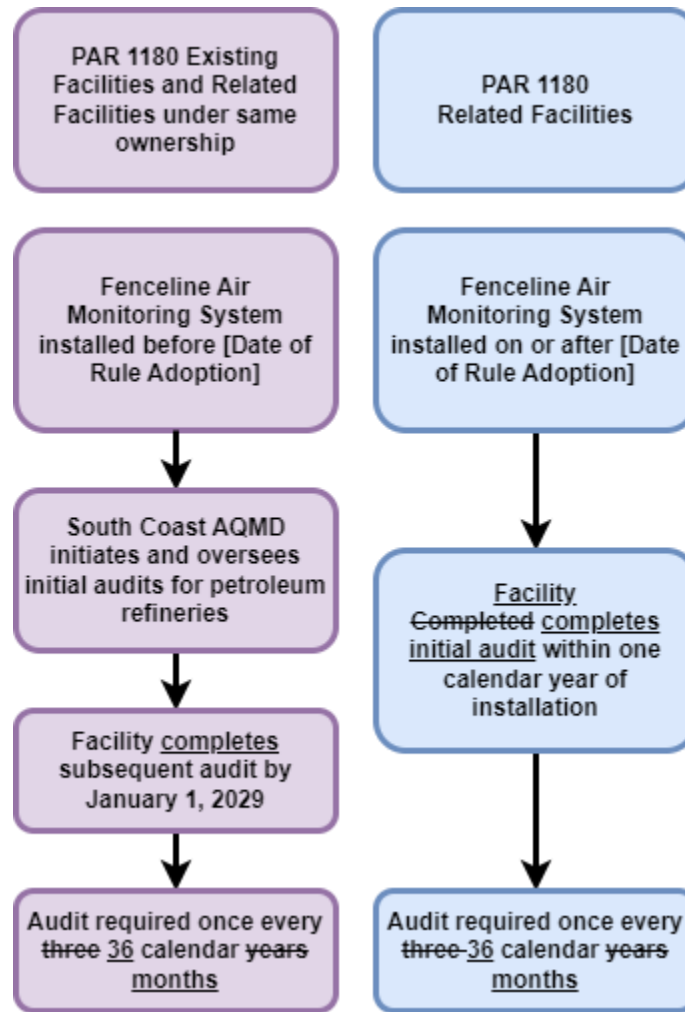 PAR 1180 Existing
Facilities and Related
Facilities under same
ownership
PAR 1180
Related Facilities
Fenceline Air
Monitoring System
installed before [Date of
Rule Adoption]
Fenceline Air
Monitoring System
installed on or after [Date
of Rule Adoption]
South Coast AQMD
initiates and oversees
initial audits for petroleum
refineries
Facility
Completed completes
initial audit within one
calendar year of
installation
Facility completes
subsequent audit by
January 1, 2029
Audit required once every
three 36 calendar years
months
Audit required once every
three 36 calendar years
months